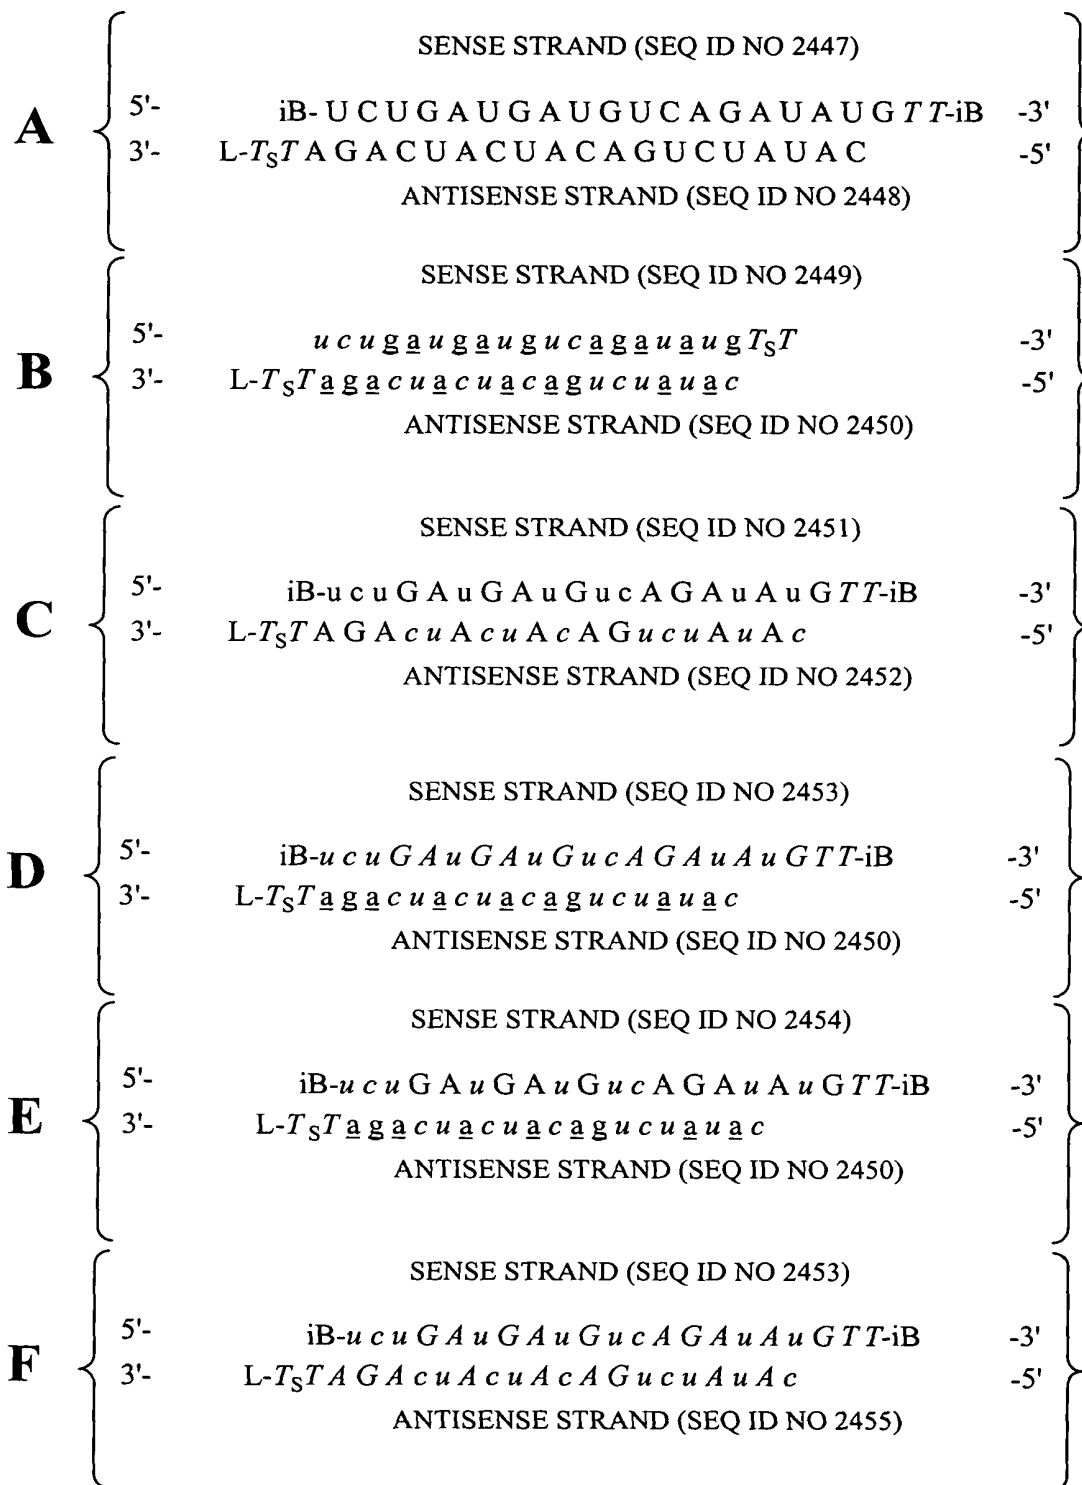 SENSE STRAND (SEQ ID NO 2447)
A
5'- iB- U C U G A U G A U G U C A G A U A U G T T-iB -3'
3'- L-TST A G A C U A C U A C A G U C U A U A C -5'
ANTISENSE STRAND (SEQ ID NO 2448)
SENSE STRAND (SEQ ID NO 2449)
B
5'- u c u g a u g a u g u c a g a u a u g TST -3'
3'- L-TST a g a c u a c u a c a g u c u a u a c -5'
ANTISENSE STRAND (SEQ ID NO 2450)
SENSE STRAND (SEQ ID NO 2451)
C
5'- iB-u c u G A u G A u G u c A G A u A u G T T-iB -3'
3'- L-TST A G A c u A c u A c A G u c u A u A c -5'
ANTISENSE STRAND (SEQ ID NO 2452)
SENSE STRAND (SEQ ID NO 2453)
D
5'- iB-u c u G A u G A u G u c A G A u A u G T T-iB -3'
3'- L-TST a g a c u a c u a c a g u c u a u a c -5'
ANTISENSE STRAND (SEQ ID NO 2450)
SENSE STRAND (SEQ ID NO 2454)
E
5'- iB-u c u G A u G A u G u c A G A u A u G T T-iB -3'
3'- L-TST a g a c u a c u a c a g u c u a u a c -5'
ANTISENSE STRAND (SEQ ID NO 2450)
SENSE STRAND (SEQ ID NO 2453)
F
5'- iB-u c u G A u G A u G u c A G A u A u G T T-iB -3'
3'- L-TST A G A c u A c u A c A G u c u A u A c -5'
ANTISENSE STRAND (SEQ ID NO 2455)